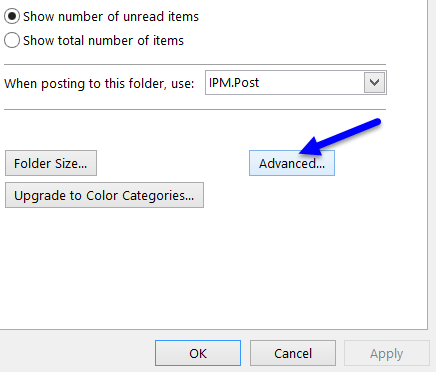 Show number of unread items
Show total number of items
When posting to this folder, use: IPM.Post
Folder Size... Advanced...
Upgrade to Color Categories...
OK Cancel Apply